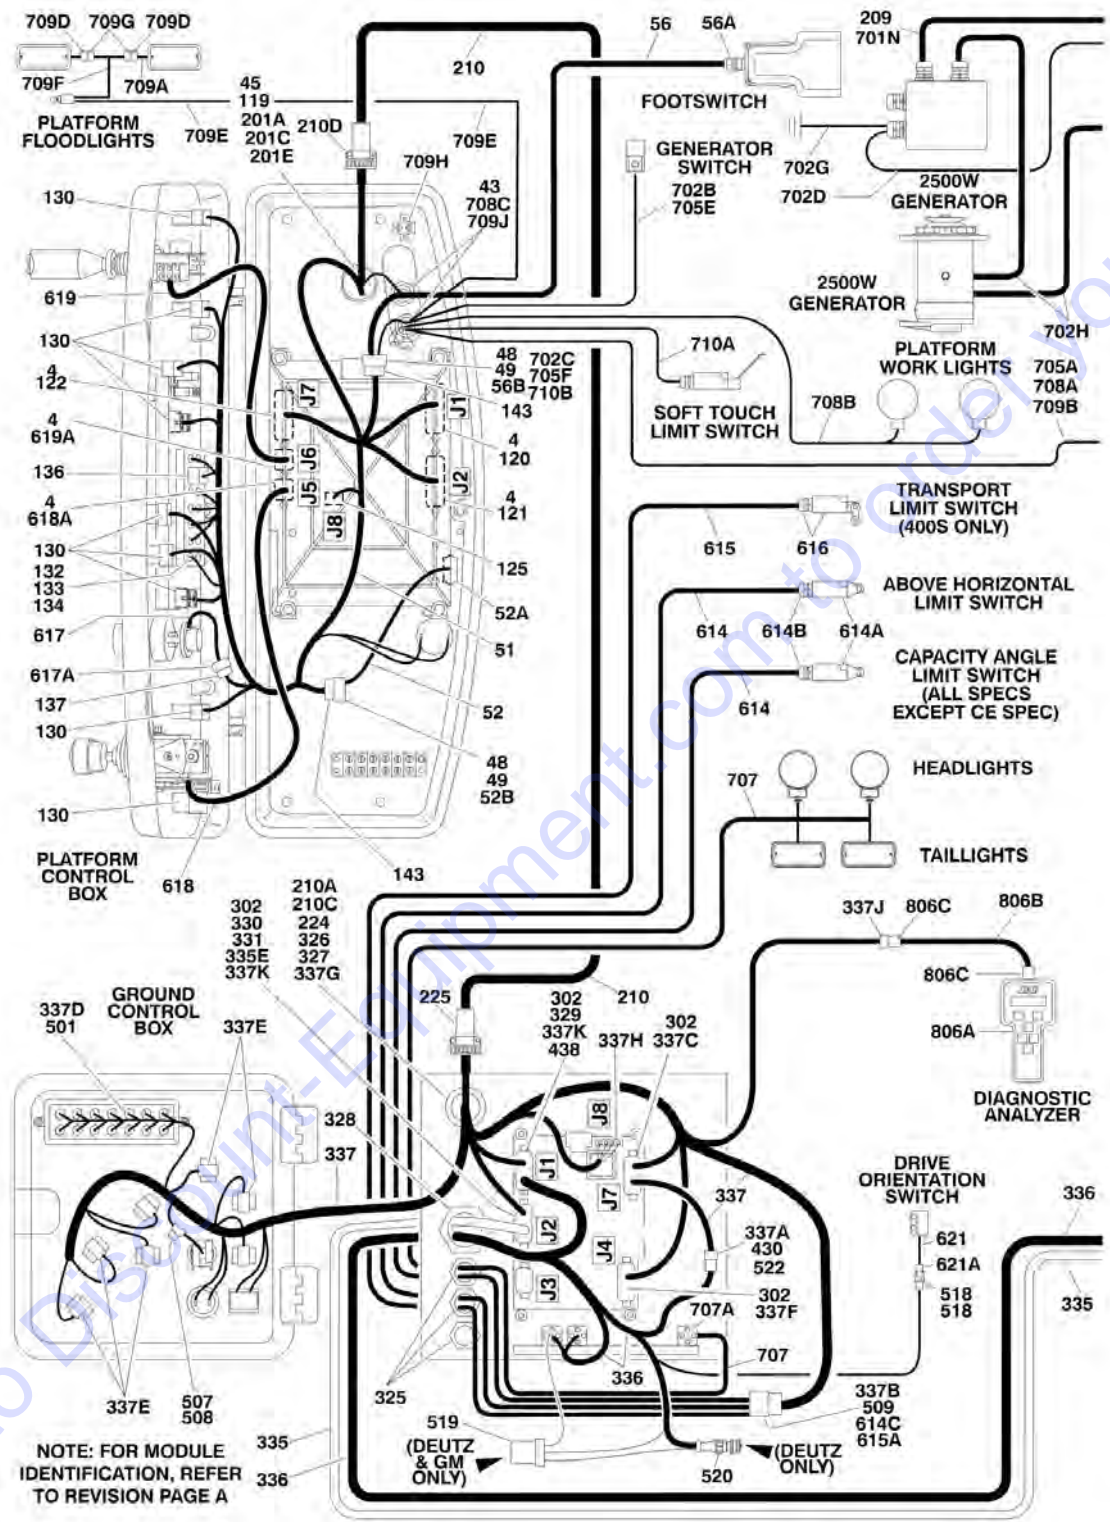 709D 709G 709D
709F 709A
PLATFORM
FLOODLIGHTS
709E
45
119
201A
201C
201E
210D
210
709E
709H
43
708C
709J
56 56A
FOOTSWITCH
GENERATOR
SWITCH
702B
705E
209
701N
702G
702D
2500W
GENERATOR
2500W
GENERATOR
702H
130
619
130
4
122
4
619A
136
4
618A
130
132
133
134
617
617A
137
130
130
PLATFORM
CONTROL
BOX
618
J7
J6
J5
J8
J1
J2
48 702C
49 705F
56B 710B
143
4
120
4
121
125
52A
51
52
48
49
52B
143
710A
SOFT TOUCH
LIMIT SWITCH
PLATFORM
WORK LIGHTS
708B
705A
708A
709B
TRANSPORT
LIMIT SWITCH
(400S ONLY)
615 616
ABOVE HORIZONTAL
LIMIT SWITCH
614 614B 614A
CAPACITY ANGLE
LIMIT SWITCH
(ALL SPECS
EXCEPT CE SPEC)
614
HEADLIGHTS
707
TAILLIGHTS
337J 806C 806B
806C
806A
JLG
DIAGNOSTIC
ANALYZER
210A
210C
224
326
327
337G
302
330
331
335E
337K
225
210
302
329
337K
438
337H
302
337C
GROUND
CONTROL
BOX
337D
501
337E
328
337
J8
J1
J7
J2
J4
J3
337
337A
430
522
302
337F
707A
707
DRIVE
ORIENTATION
SWITCH
621
621A
518
518
336
335
325
336
337E
507
508
519
(DEUTZ
& GM
ONLY)
520
(DEUTZ
ONLY)
337B
509
614C
615A
335
336
NOTE: FOR MODULE
IDENTIFICATION, REFER
TO REVISION PAGE A
to Discount-Equipment.com to order yo